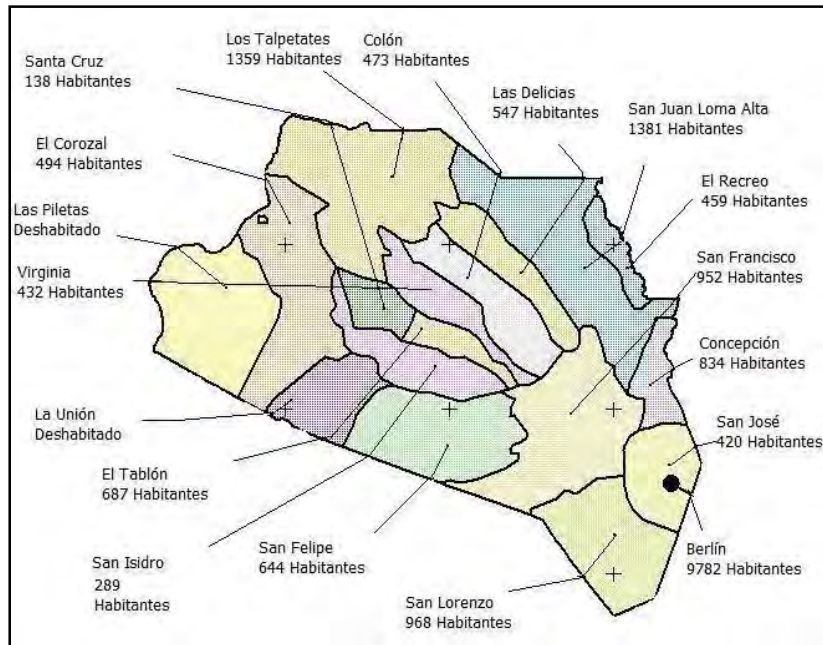 Los Talpetates
1359 Habitantes
Colón
473 Habitantes
Santa Cruz
138 Habitantes
Las Delicias
547 Habitantes
San Juan Loma Alta
1381 Habitantes
El Corozal
494 Habitantes
El Recreo
459 Habitantes
Las Piletas
Deshabitado
San Francisco
952 Habitantes
Virginia
432 Habitantes
Concepción
834 Habitantes
La Unión
Deshabitado
San José
420 Habitantes
El Tablón
687 Habitantes
San Isidro
289
Habitantes
San Felipe
644 Habitantes
Berlín
9782 Habitantes
San Lorenzo
968 Habitantes